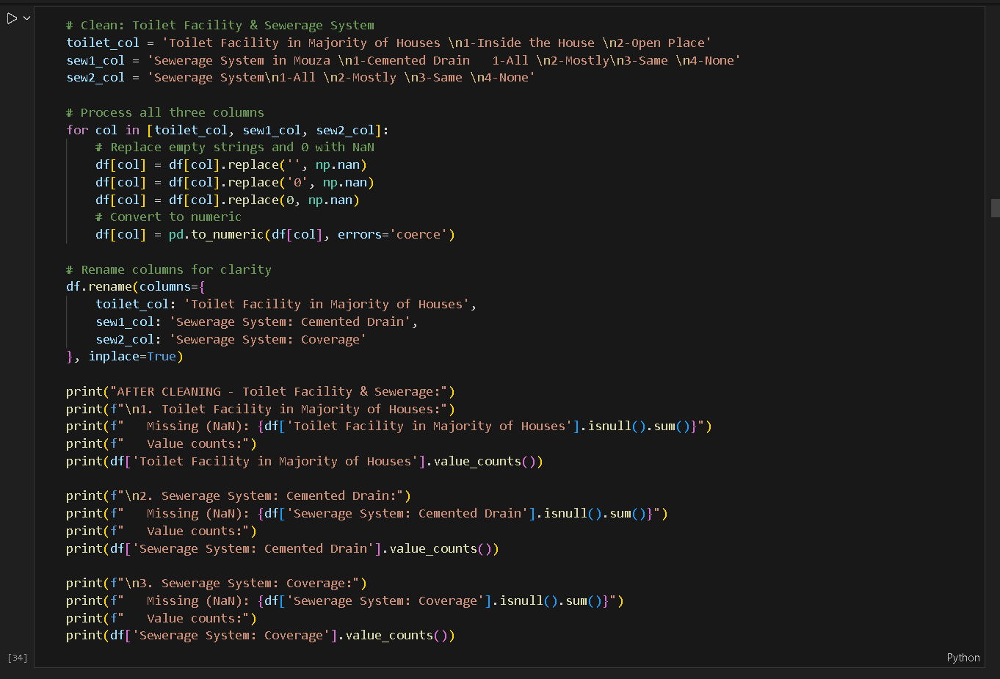 # Clean: Toilet Facility & Sewerage System
toilet_col = 'Toilet Facility in Majority of Houses \n1-Inside the House \n2-Open Place'
sew1_col = 'Sewerage System in Mouza \n1-Cemented Drain   1-All \n2-Mostly\n3-Same \n4-None'
sew2_col = 'Sewerage System\n1-All \n2-Mostly \n3-Same \n4-None'

# Process all three columns
for col in [toilet_col, sew1_col, sew2_col]:
    # Replace empty strings and 0 with NaN
    df[col] = df[col].replace('', np.nan)
    df[col] = df[col].replace('0', np.nan)
    df[col] = df[col].replace(0, np.nan)
    # Convert to numeric
    df[col] = pd.to_numeric(df[col], errors='coerce')

# Rename columns for clarity
df.rename(columns={
    toilet_col: 'Toilet Facility in Majority of Houses',
    sew1_col: 'Sewerage System: Cemented Drain',
    sew2_col: 'Sewerage System: Coverage'
}, inplace=True)

print("AFTER CLEANING - Toilet Facility & Sewerage:")
print(f"\n1. Toilet Facility in Majority of Houses:")
print(f"   Missing (NaN): {df['Toilet Facility in Majority of Houses'].isnull().sum()}")
print(f"   Value counts:")
print(df['Toilet Facility in Majority of Houses'].value_counts())

print(f"\n2. Sewerage System: Cemented Drain:")
print(f"   Missing (NaN): {df['Sewerage System: Cemented Drain'].isnull().sum()}")
print(f"   Value counts:")
print(df['Sewerage System: Cemented Drain'].value_counts())

print(f"\n3. Sewerage System: Coverage:")
print(f"   Missing (NaN): {df['Sewerage System: Coverage'].isnull().sum()}")
print(f"   Value counts:")
print(df['Sewerage System: Coverage'].value_counts())
[34]
Python